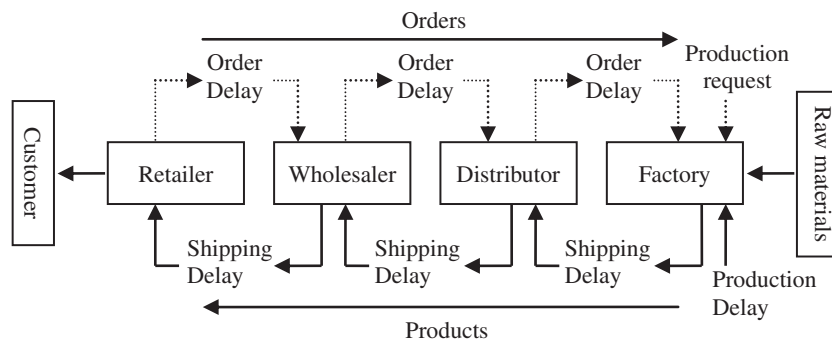 Orders
Order
Delay
Order
Delay
Order
Delay
Production
request
Customer
Retailer
Wholesaler
Distributor
Factory
Raw materials
Shipping
Delay
Shipping
Delay
Shipping
Delay
Production
Delay
Products